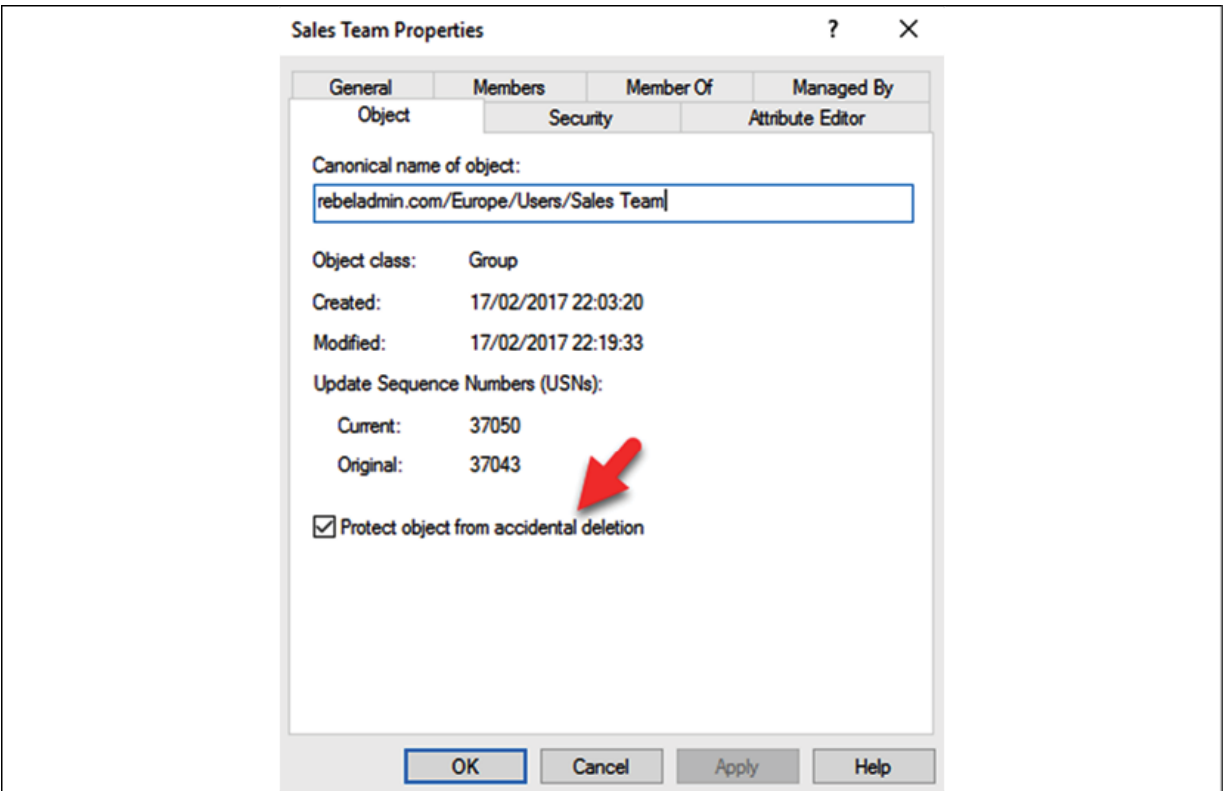 Sales Team Properties ? ×
General Members Member Of Managed By
Object Security Attribute Editor
Canonical name of object:
rebeladmin.com/Europe/Users/Sales Team
Object class: Group
Created: 17/02/2017 22:03:20
Modified: 17/02/2017 22:19:33
Update Sequence Numbers (USNs):
Current: 37050
Original: 37043
Protect object from accidental deletion
OK Cancel Apply Help